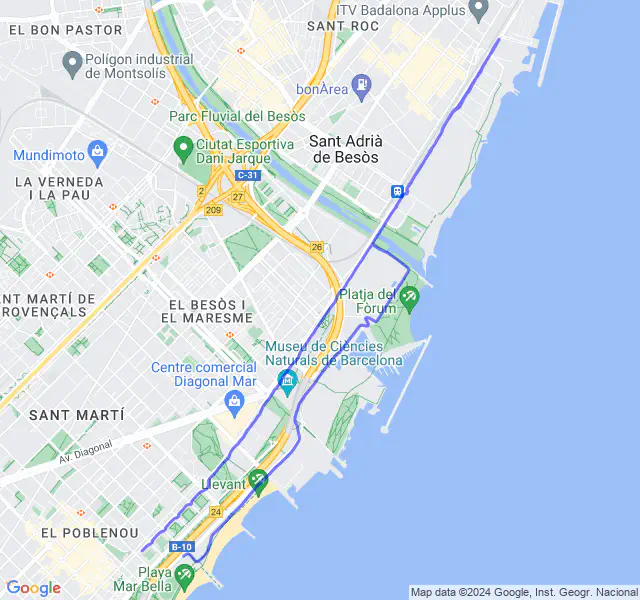 ITV Badalona Applus
SANT ROC
EL BON PASTOR
Polígon industrial
de Montsolís
bonÀrea
Parc Fluvial del Besòs
Sant Adrià
de Besòs
Ciutat Esportiva
Dani Jarque
Mundimoto
C-31
LA VERNEDA
I LA PAU
2
27
209
26
NT MARTÍ DE
ROVENÇALS
EL BESÒS I
EL MARESME
Platja del
Fòrum
Museu de Ciències
Naturals de Barcelona
Centre comercial
Diagonal Mar
SANT MARTÍ
Av. Diagonal
Llevant
24
EL POBLENOU
B-10
Playa
Mar Bella
Google
Map data ©2024 Google, Inst. Geogr. Nacional